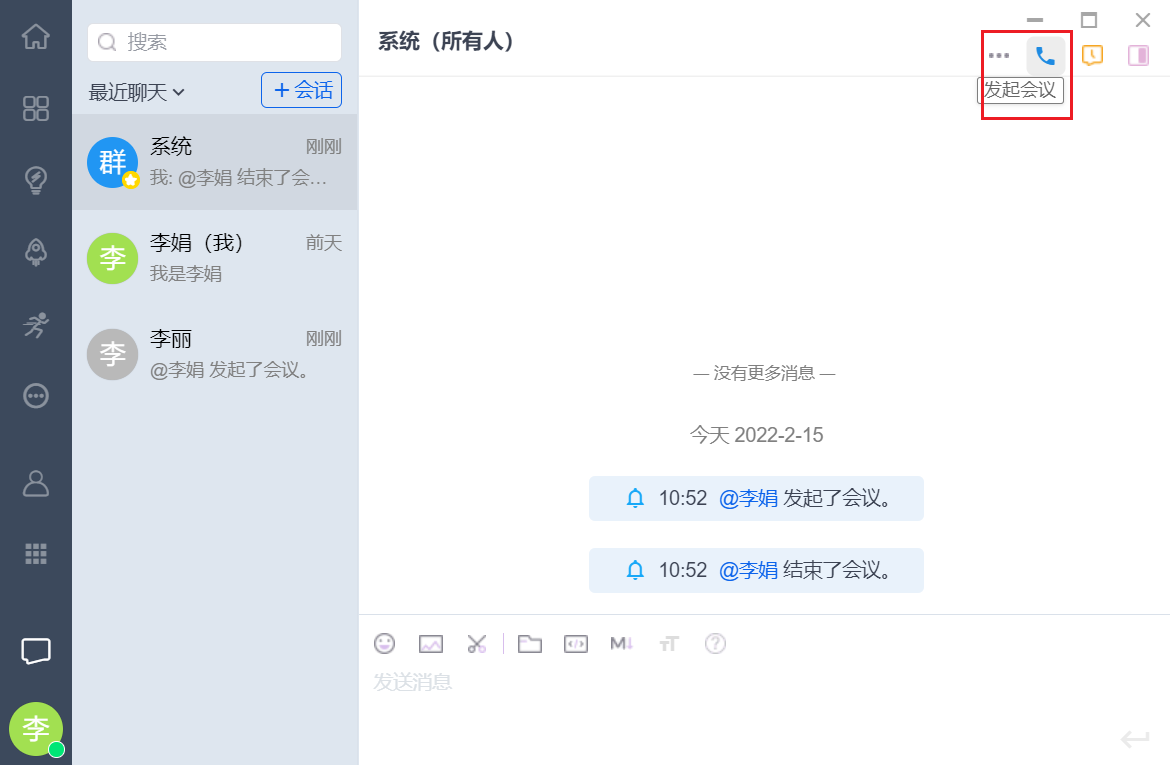 搜索
最近聊天
+会话
群
系统
刚刚
我: @李娟 结束了会…
李
李娟（我）
前天
我是李娟
李
李丽
刚刚
@李娟 发起了会议。
李
系统（所有人）
发起会议
— 没有更多消息 —
今天 2022-2-15
10:52 @李娟 发起了会议。
10:52 @李娟 结束了会议。
M↓
TT
?
发送消息